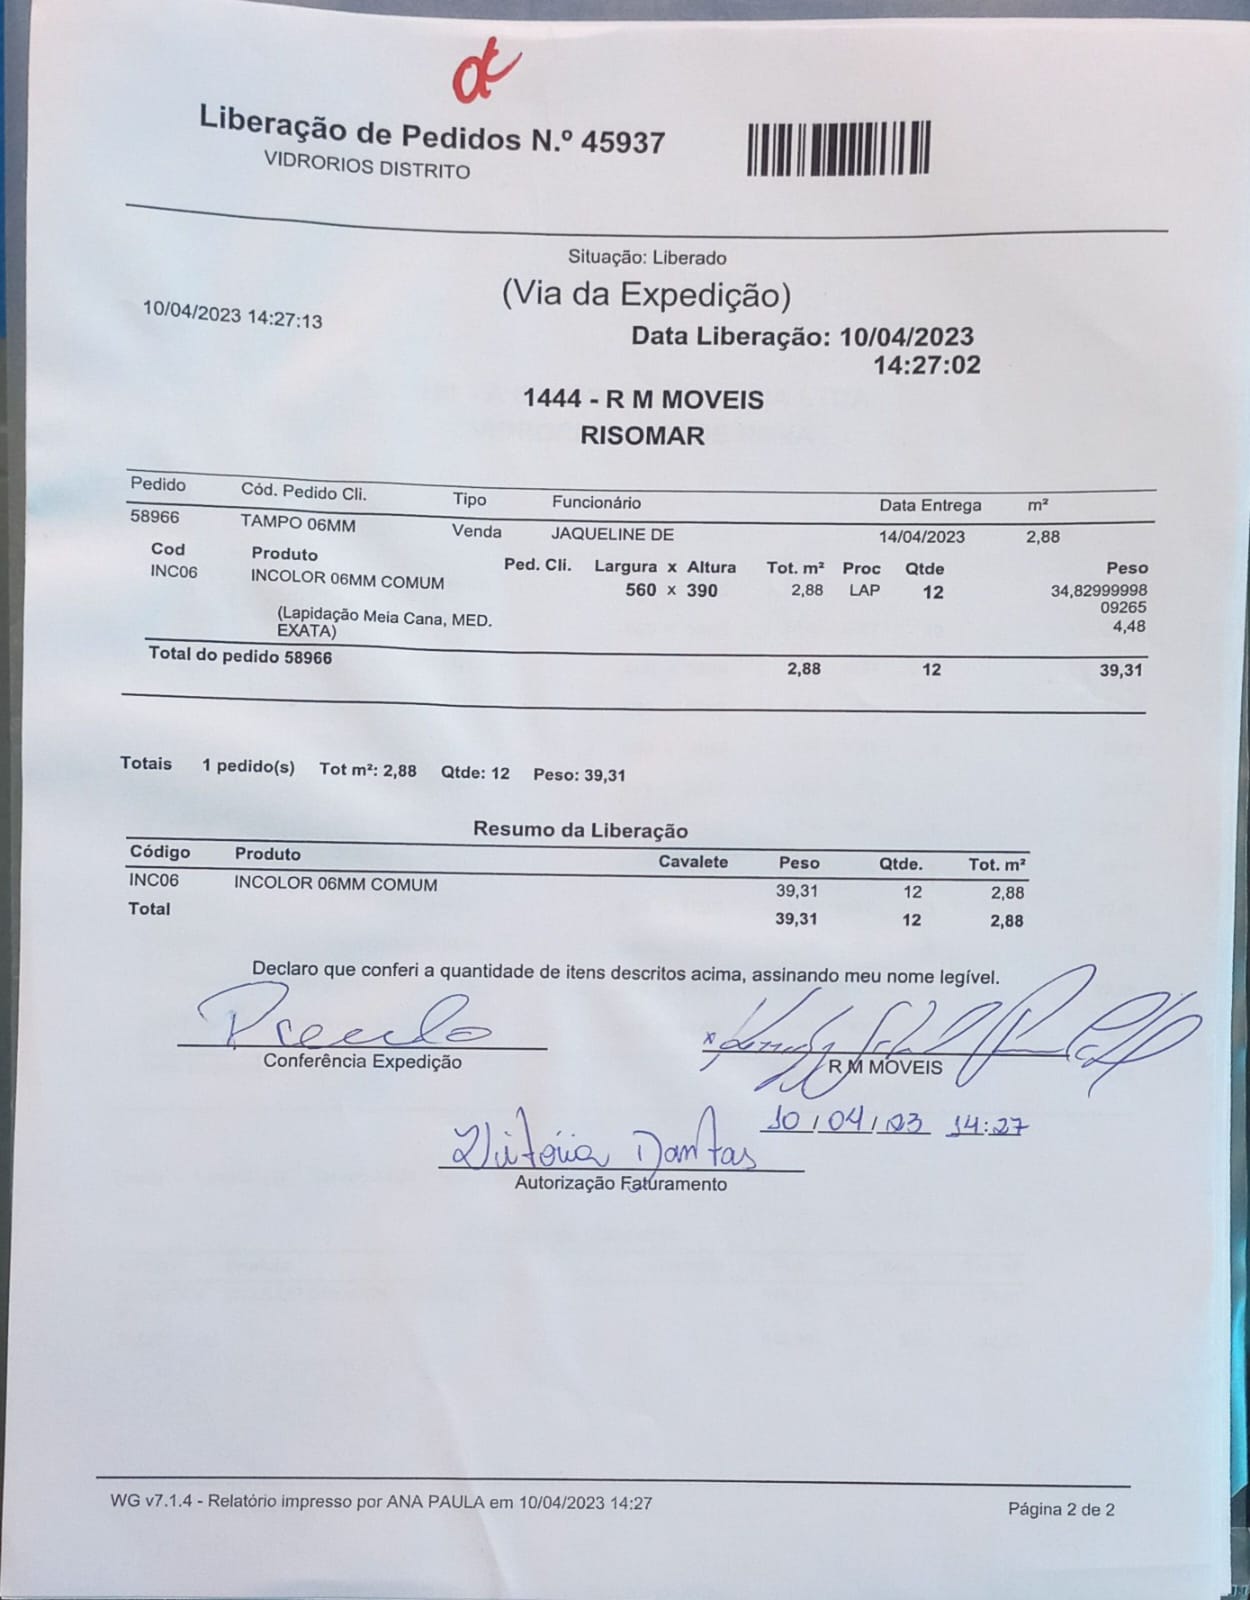 Liberação de Pedidos N.º 45937
VIDRORIOS DISTRITO
Situação: Liberado
(Via da Expedição)
10/04/2023 14:27:13
Data Liberação: 10/04/2023
14:27:02
1444 - R M MOVEIS
RISOMAR
Pedido Cód. Pedido Cli. Tipo Funcionário Data Entrega m²
58966 TAMPO 06MM Venda JAQUELINE DE 14/04/2023 2,88
Cod Produto Ped. Cli. Largura x Altura Tot. m² Proc Qtde Peso
INC06 INCOLOR 06MM COMUM 560 x 390 2,88 LAP 12 34,82999998
09265
(Lapidação Meia Cana, MED. 4,48
EXATA)
Total do pedido 58966 2,88 12 39,31
Totais 1 pedido(s) Tot m²: 2,88 Qtde: 12 Peso: 39,31
Resumo da Liberação
Código Produto Cavalete Peso Qtde. Tot. m²
INC06 INCOLOR 06MM COMUM 39,31 12 2,88
Total 39,31 12 2,88
Declaro que conferi a quantidade de itens descritos acima, assinando meu nome legível.
Conferência Expedição
R M MOVEIS
10/04/23 14:27
Vitória Dantas
Autorização Faturamento
WG v7.1.4 - Relatório impresso por ANA PAULA em 10/04/2023 14:27
Página 2 de 2